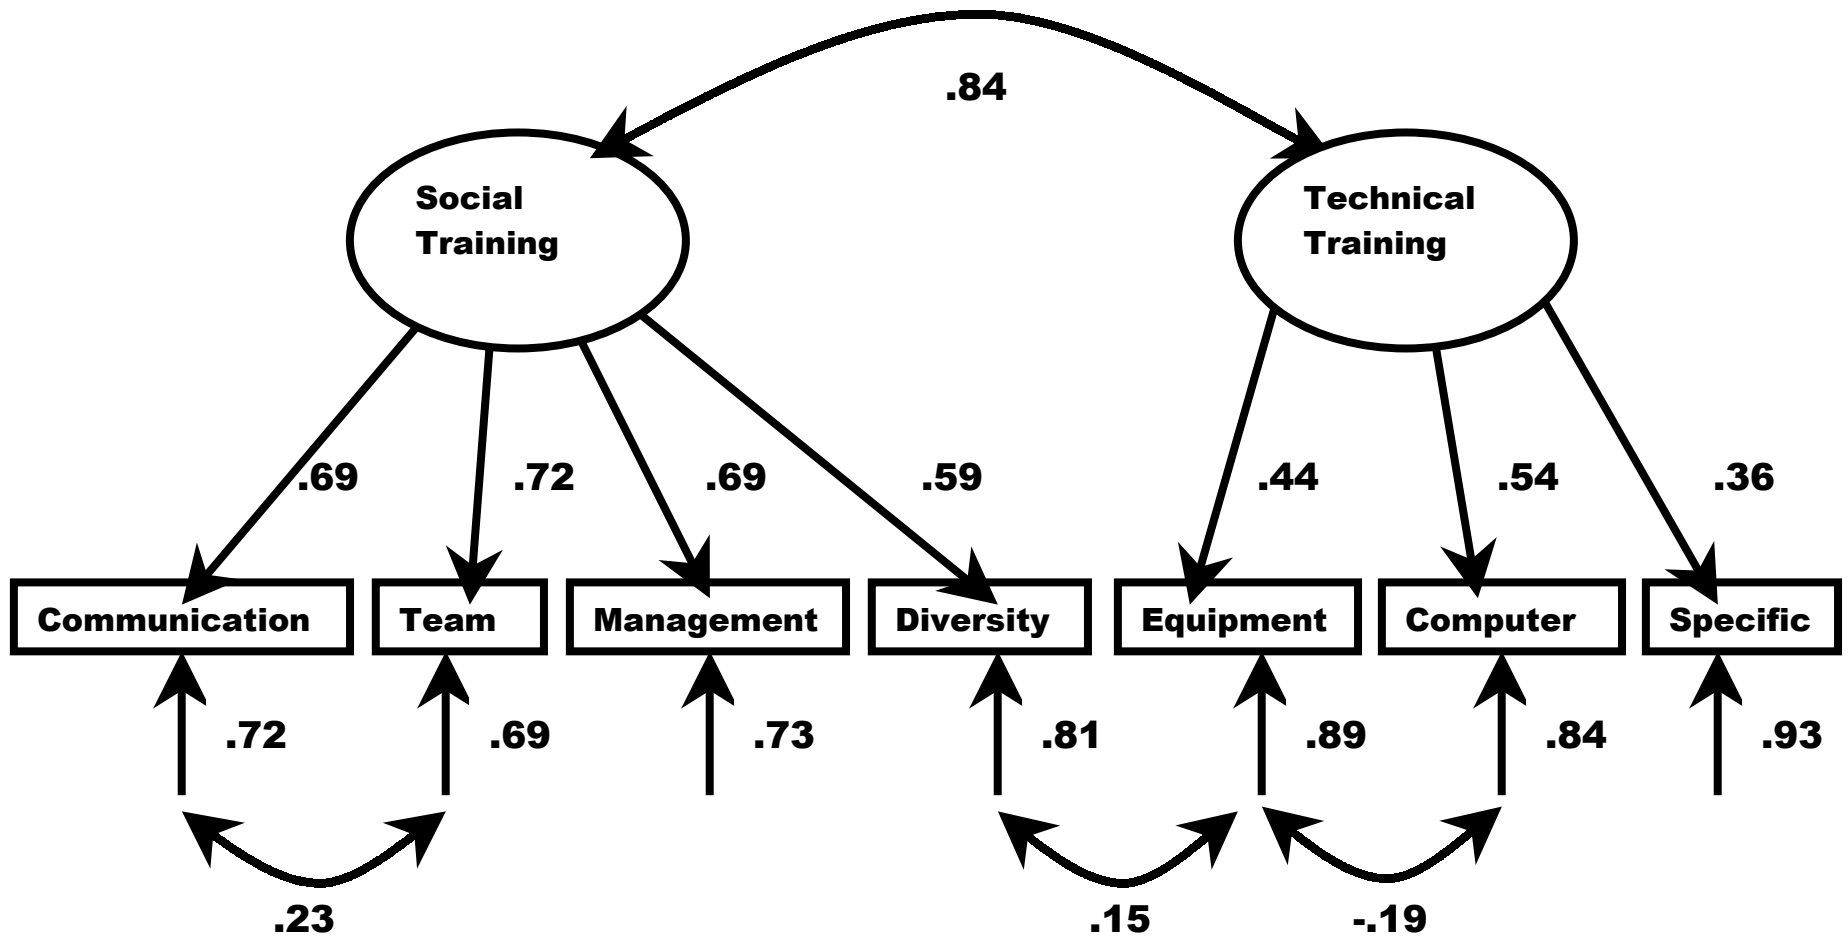 .84
Social
Training
Technical
Training
.69
.72
.69
.59
.44
.54
.36
Communication
Team
Management
Diversity
Equipment
Computer
Specific
.72
.69
.73
.81
.89
.84
.93
.23
.15
-.19